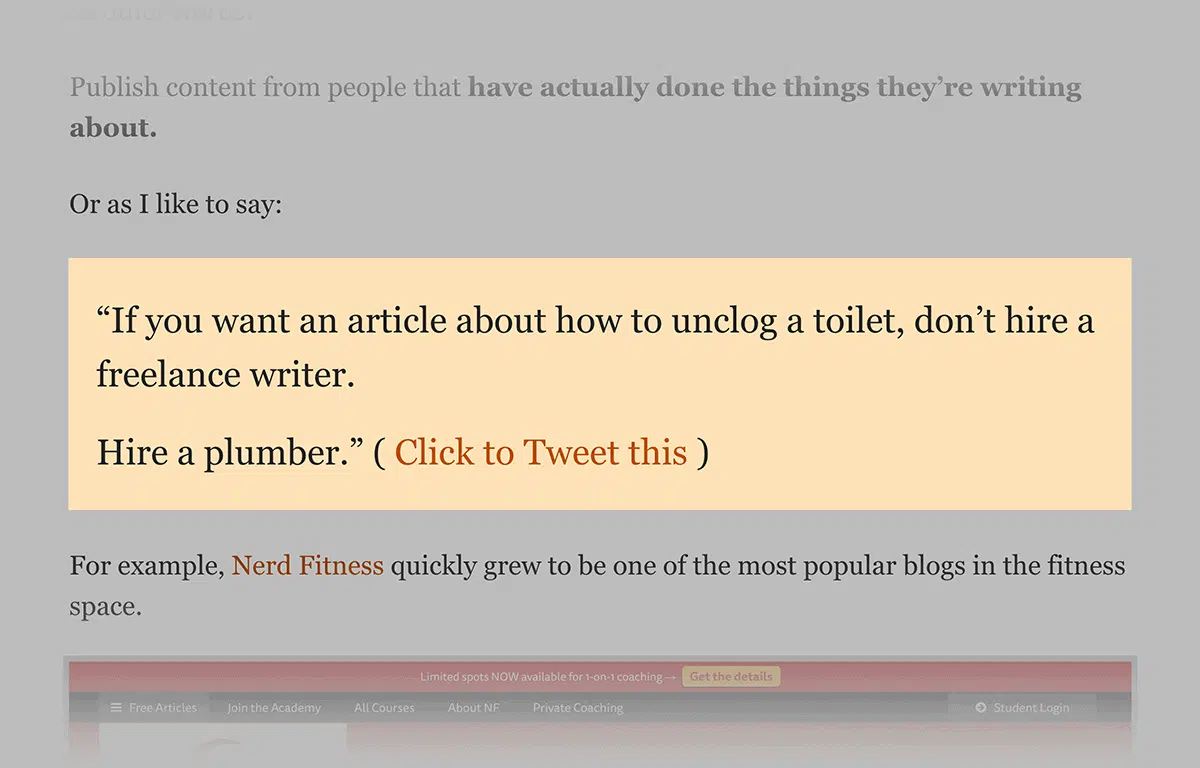 Publish content from people that have actually done the things they’re writing
about.
Or as I like to say:
“If you want an article about how to unclog a toilet, don’t hire a
freelance writer.
Hire a plumber.” ( Click to Tweet this )
For example, Nerd Fitness quickly grew to be one of the most popular blogs in the fitness
space.
Limited spots NOW available for 1-on-1 coaching→ Get the details
Free Articles Join the Academy All Courses About NF Private Coaching Student Login